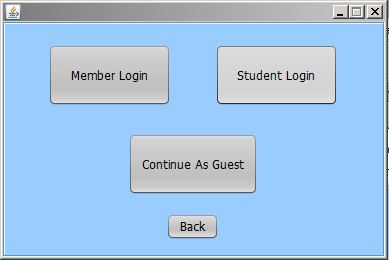 Member Login
Student Login
Continue As Guest
Back